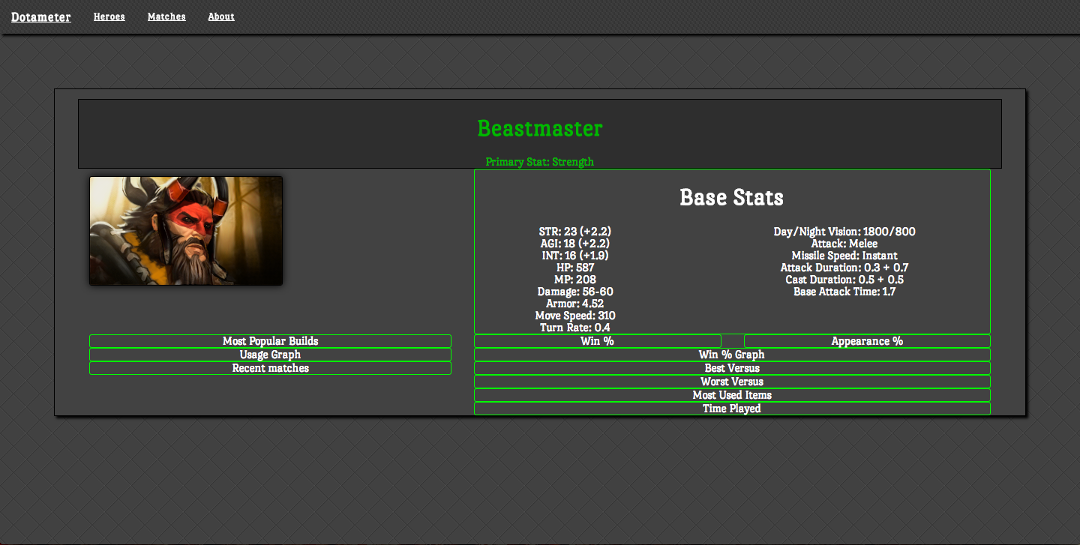 Dotameter Heroes Matches About
Beastmaster
Primary Stat: Strength
Base Stats
STR: 23 (+2.2)
AGI: 18 (+2.2)
INT: 16 (+1.9)
HP: 587
MP: 208
Damage: 56-60
Armor: 4.52
Move Speed: 310
Turn Rate: 0.4
Day/Night Vision: 1800/800
Attack: Melee
Missile Speed: Instant
Attack Duration: 0.3 + 0.7
Cast Duration: 0.5 + 0.5
Base Attack Time: 1.7
Most Popular Builds
Usage Graph
Recent matches
Win %
Appearance %
Win % Graph
Best Versus
Worst Versus
Most Used Items
Time Played